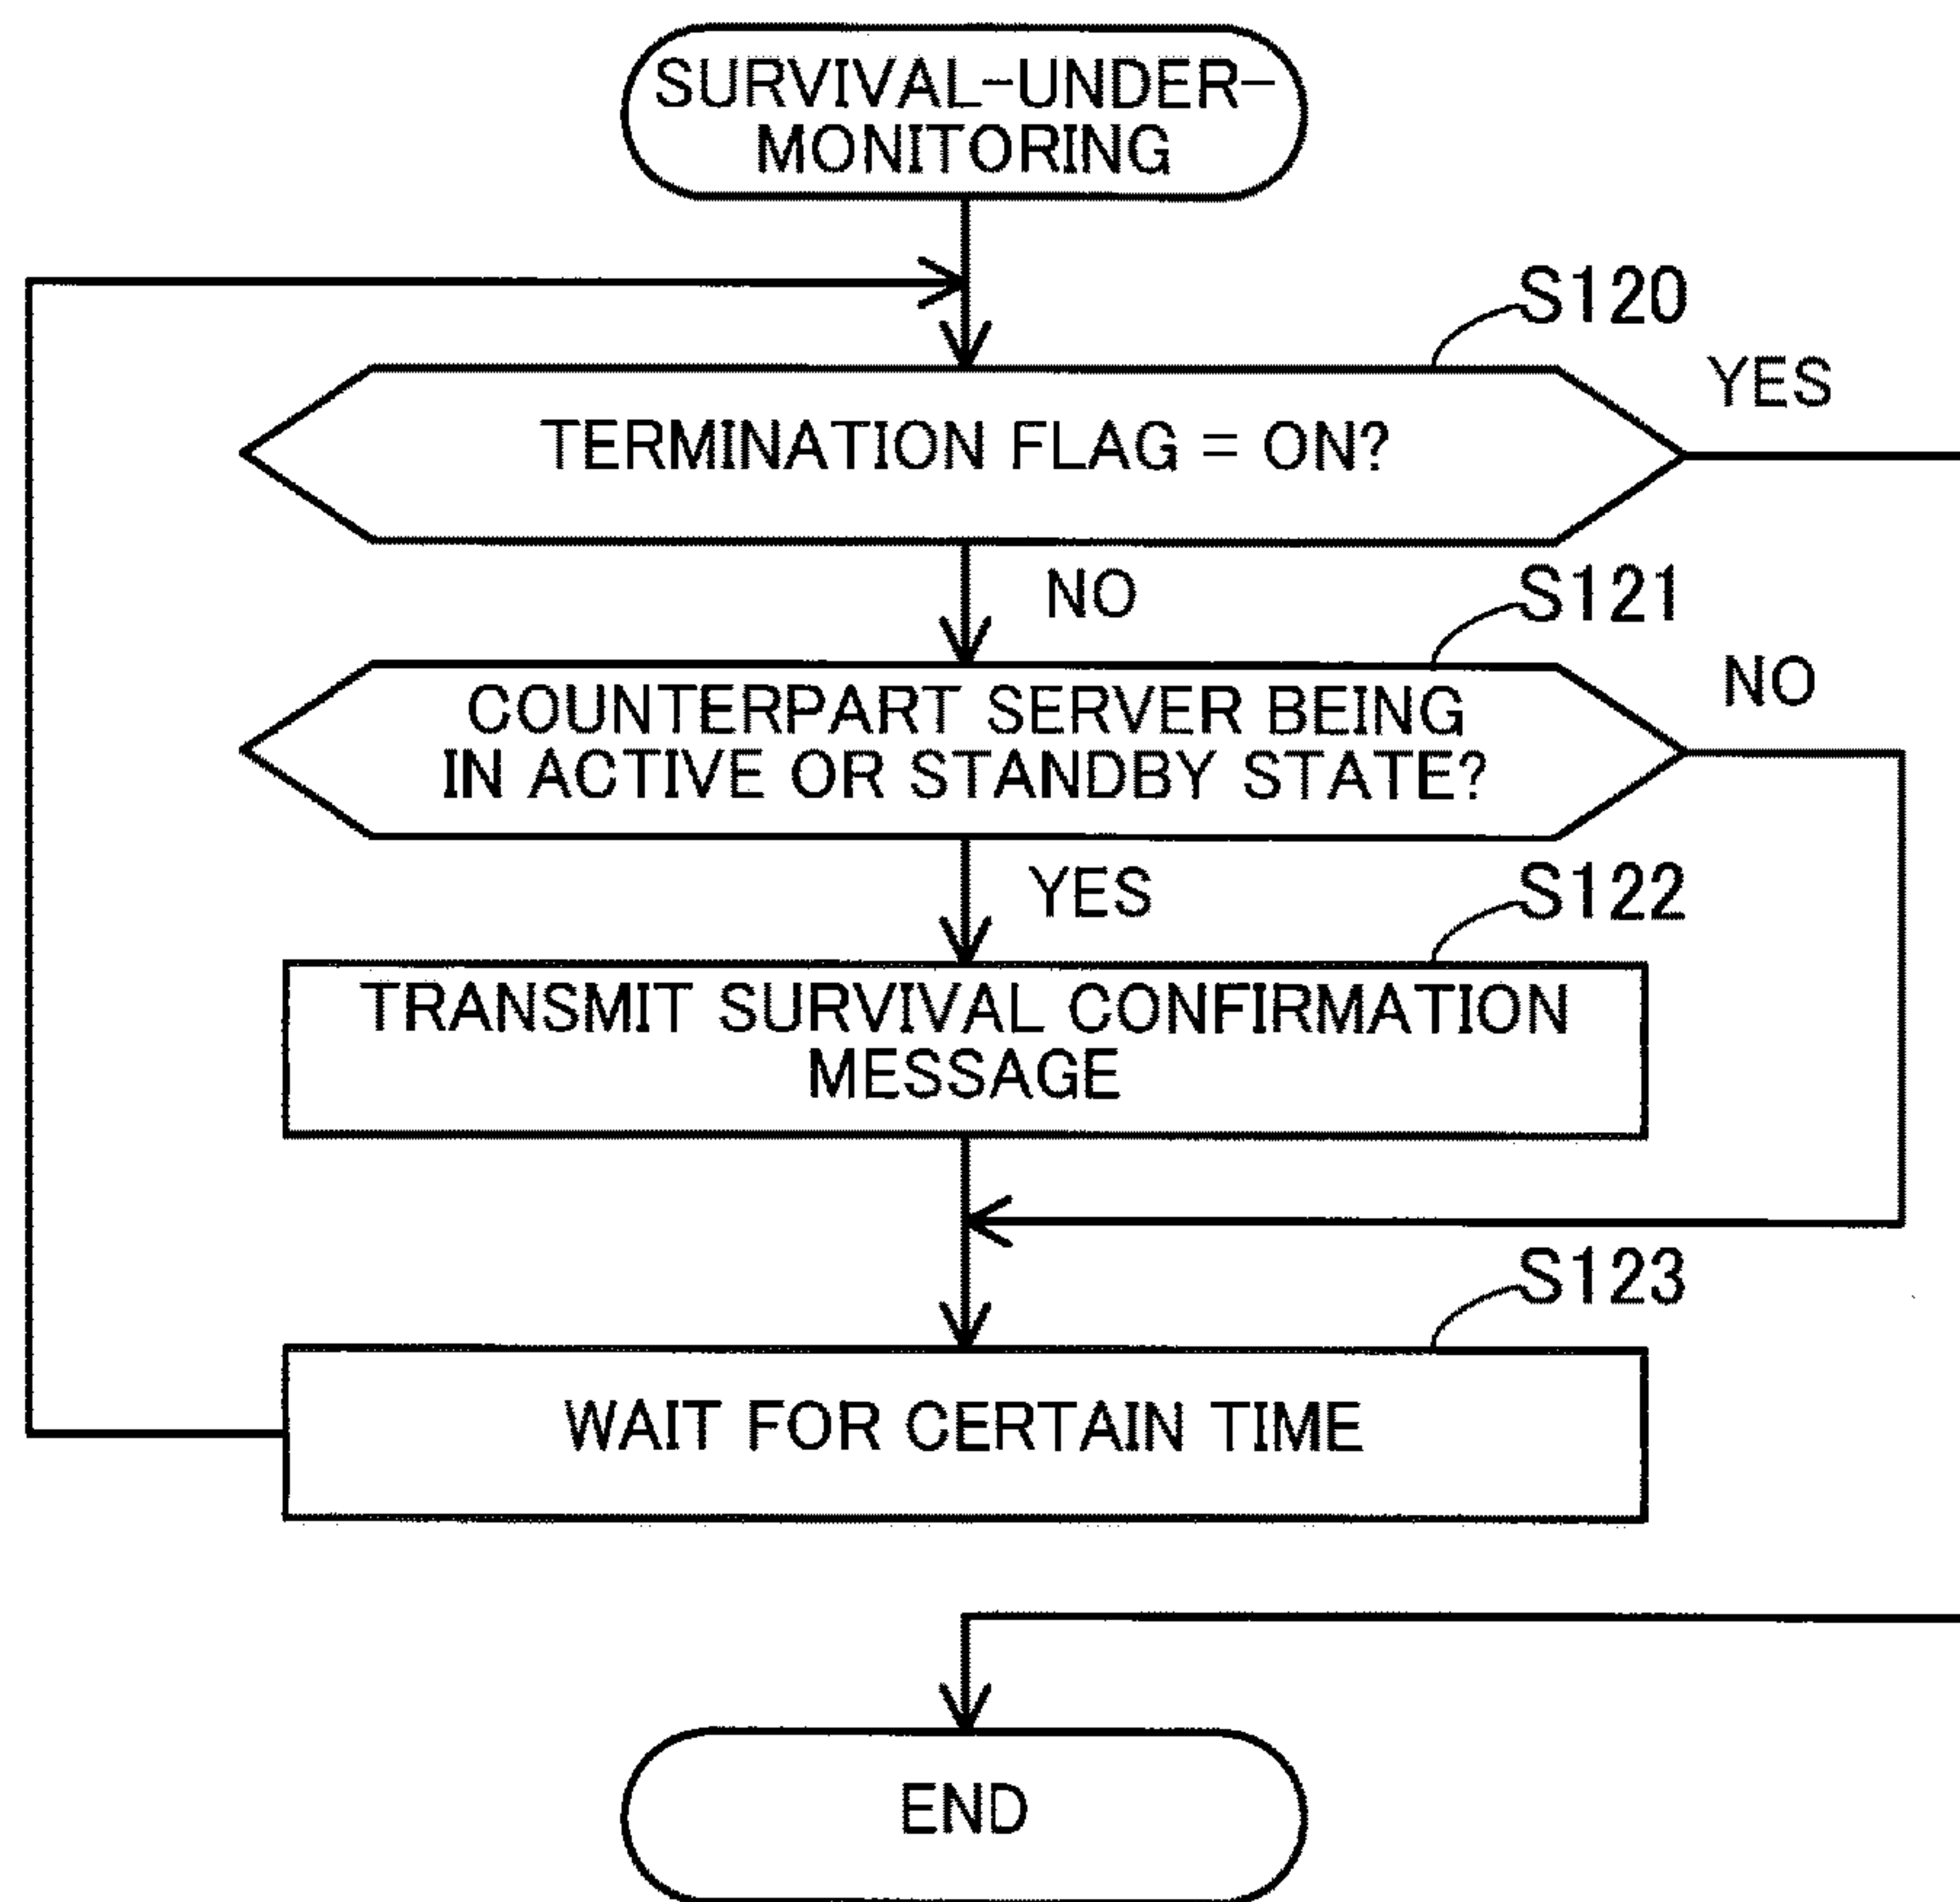 SURVIVAL-UNDER-
MONITORING
S120
YES
TERMINATION FLAG = ON?
NO
S121
NO
COUNTERPART SERVER BEING
IN ACTIVE OR STANDBY STATE?
YES
S122
TRANSMIT SURVIVAL CONFIRMATION
MESSAGE
S123
WAIT FOR CERTAIN TIME
END